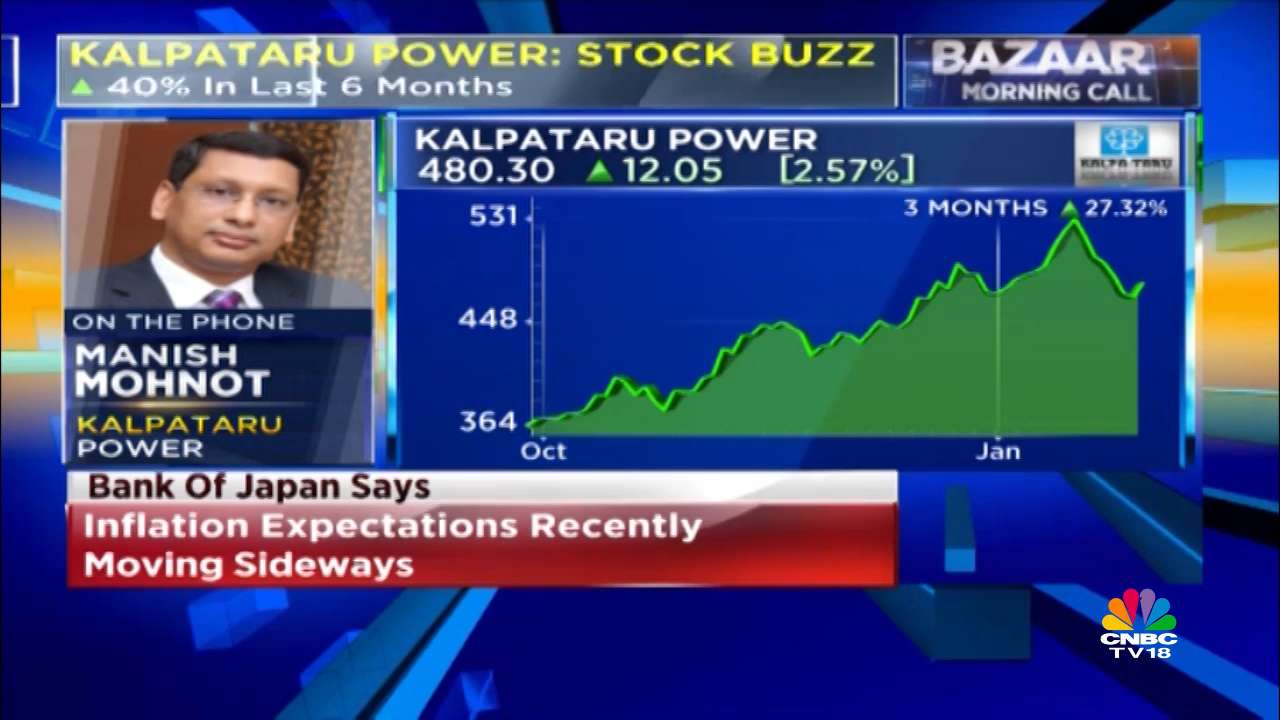 KALPATARU POWER: STOCK BUZZ
▲ 40% In Last 6 Months
BAZAAR
MORNING CALL
KALPATARU POWER
480.30 ▲ 12.05 [2.57%]
KALPA TARU
3 MONTHS ▲ 27.32%
531
448
364
Oct
Jan
ON THE PHONE
MANISH
MOHNOT
KALPATARU
POWER
Bank Of Japan Says
Inflation Expectations Recently
Moving Sideways
CNBC
TV18